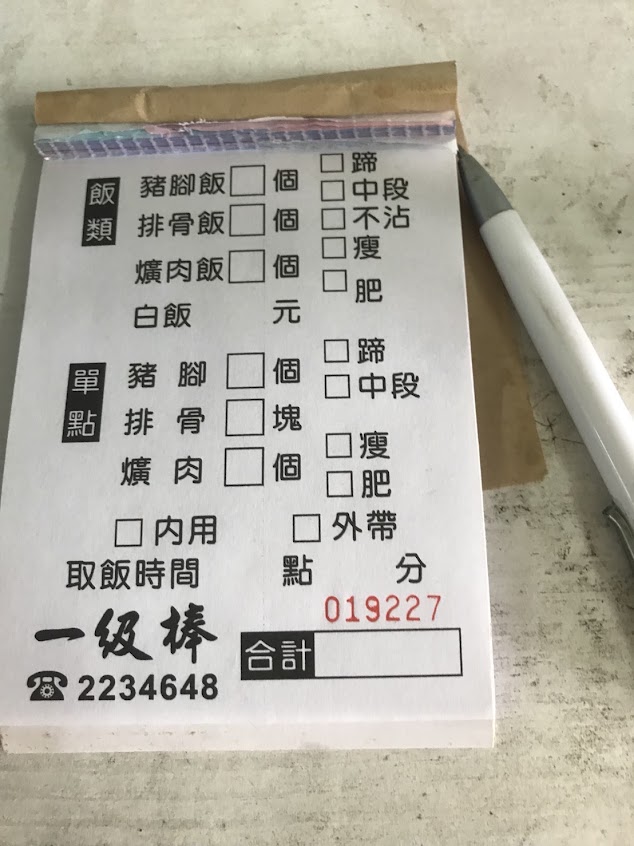 飯類
豬腳飯 □ 個 □ 蹄
□ 中段
排骨飯 □ 個 □ 不沾
□ 瘦
爌肉飯 □ 個
□ 肥
白飯 元
單點
豬腳 □ 個 □ 蹄
□ 中段
排骨 □ 塊
□ 瘦
爌肉 □ 個
□ 肥
□ 內用 □ 外帶
取飯時間 點 分
019227
一级棒
合計
☎ 2234648